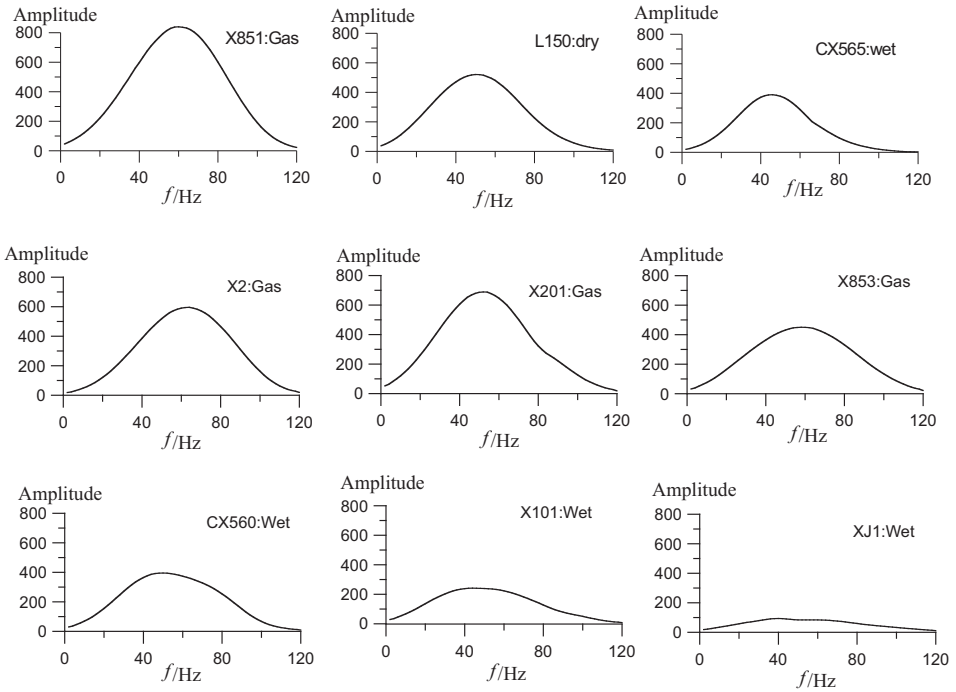 Amplitude
X851:Gas
800
600
400
200
0
0 40 80 120
f/Hz
Amplitude
L150:dry
800
600
400
200
0
0 40 80 120
f/Hz
Amplitude
CX565:wet
800
600
400
200
0
0 40 80 120
f/Hz
Amplitude
X2:Gas
800
600
400
200
0
0 40 80 120
f/Hz
Amplitude
X201:Gas
800
600
400
200
0
0 40 80 120
f/Hz
Amplitude
X853:Gas
800
600
400
200
0
0 40 80 120
f/Hz
Amplitude
CX560:Wet
800
600
400
200
0
0 40 80 120
f/Hz
Amplitude
X101:Wet
800
600
400
200
0
0 40 80 120
f/Hz
Amplitude
XJ1:Wet
800
600
400
200
0
0 40 80 120
f/Hz